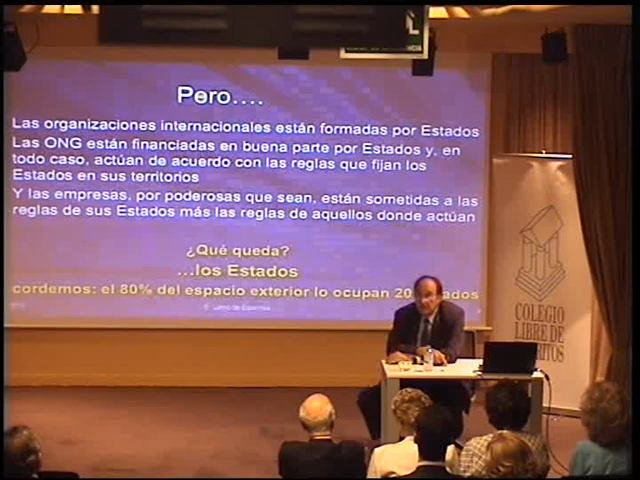 Pero....
Las organizaciones internacionales están formadas por Estados
Las ONG están financiadas en buena parte por Estados y, en
todo caso, actúan de acuerdo con las reglas que fijan los
Estados en sus territorios
Y las empresas, por poderosas que sean, están sometidas a las
reglas de sus Estados más las reglas de aquellos donde actúan
¿Qué queda?
...los Estados
cordemos: el 80% del espacio exterior lo ocupan 20
COLEGIO
LIBRE DE